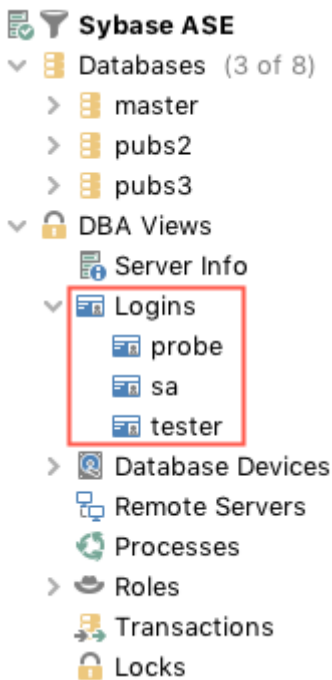 Sybase ASE
Databases (3 of 8)
master
pubs2
pubs3
DBA Views
Server Info
Logins
probe
sa
tester
Database Devices
Remote Servers
Processes
Roles
Transactions
Locks